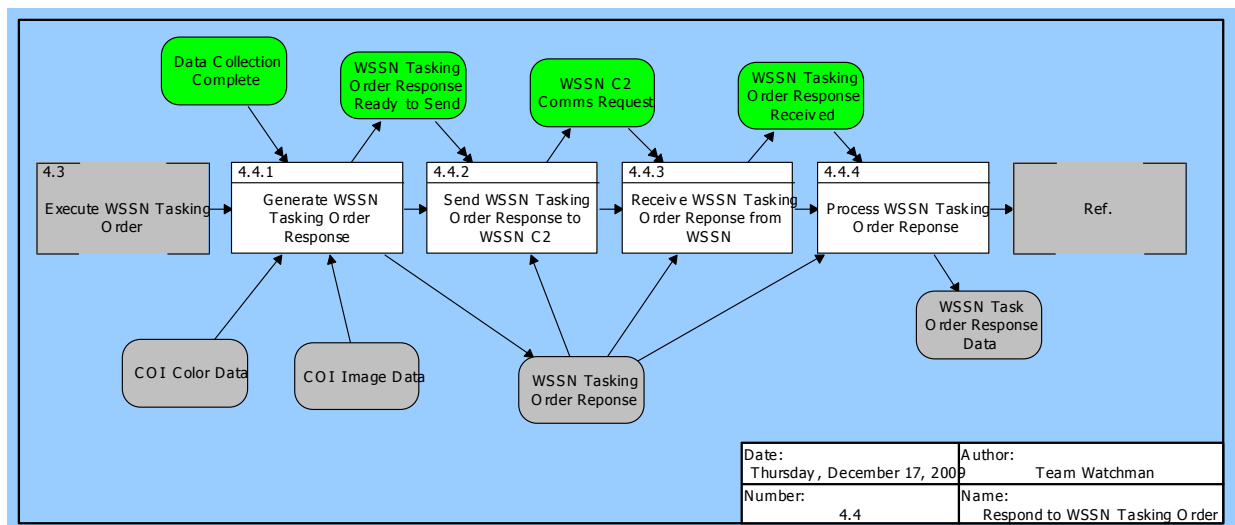 Data Collection
Complete
WSSN Tasking
Order Response
Ready to Send
WSSN C2
Comms Request
WSSN Tasking
Order Response
Received
4.3
Execute WSSN Tasking
Order
4.4.1
Generate WSSN
Tasking Order
Response
4.4.2
Send WSSN Tasking
Order Response to
WSSN C2
4.4.3
Receive WSSN Tasking
Order Reponse from
WSSN
4.4.4
Process WSSN Tasking
Order Reponse
Ref.
COI Color Data
COI Image Data
WSSN Tasking
Order Reponse
WSSN Task
Order Response
Data
Date:
Thursday, December 17, 2009
Author:
Team Watchman
Number:
4.4
Name:
Respond to WSSN Tasking Order